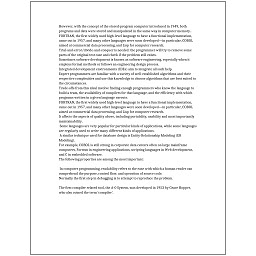 However, with the concept of the stored-program computer introduced in 1949, both
programs and data were stored and manipulated in the same way in computer memory.
FORTRAN, the first widely used high-level language to have a functional implementation,
came out in 1957, and many other languages were soon developed—in particular, COBOL
aimed at commercial data processing, and Lisp for computer research.
Trial-and-error/divide-and-conquer is needed: the programmer will try to remove some
parts of the original test case and check if the problem still exists.
Sometimes software development is known as software engineering, especially when it
employs formal methods or follows an engineering design process.
Integrated development environments (IDEs) aim to integrate all such help.
Expert programmers are familiar with a variety of well-established algorithms and their
respective complexities and use this knowledge to choose algorithms that are best suited to
the circumstances.
Trade-offs from this ideal involve finding enough programmers who know the language to
build a team, the availability of compilers for that language, and the efficiency with which
programs written in a given language execute.
FORTRAN, the first widely used high-level language to have a functional implementation,
came out in 1957, and many other languages were soon developed—in particular, COBOL
aimed at commercial data processing, and Lisp for computer research.
It affects the aspects of quality above, including portability, usability and most importantly
maintainability.
Some languages are very popular for particular kinds of applications, while some languages
are regularly used to write many different kinds of applications.
A similar technique used for database design is Entity-Relationship Modeling (ER
Modeling).
For example, COBOL is still strong in corporate data centers often on large mainframe
computers, Fortran in engineering applications, scripting languages in Web development,
and C in embedded software.
The following properties are among the most important:
In computer programming, readability refers to the ease with which a human reader can
comprehend the purpose, control flow, and operation of source code.
Normally the first step in debugging is to attempt to reproduce the problem.
The first compiler related tool, the A-0 System, was developed in 1952 by Grace Hopper,
who also coined the term 'compiler'.